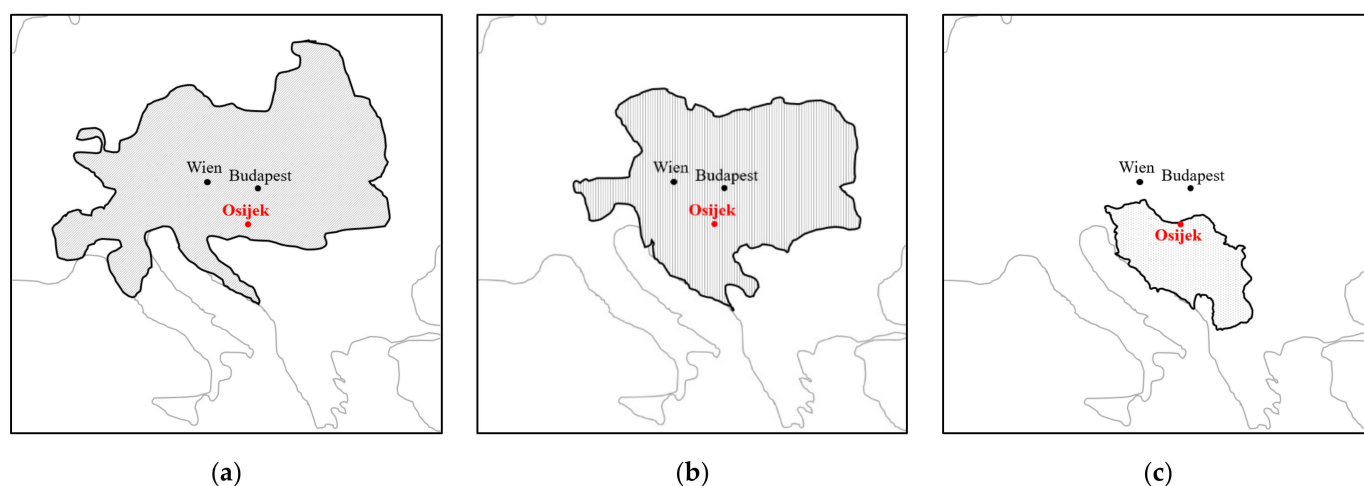 Wien
Budapest
Osijek
Wien
Budapest
Osijek
Wien
Budapest
Osijek
(a)
(b)
(c)